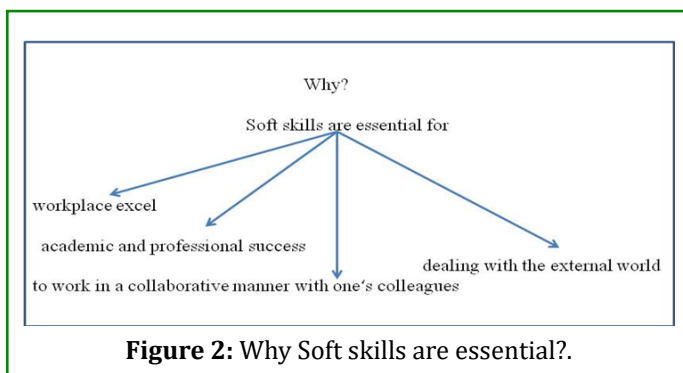 Why?
Soft skills are essential for
workplace excel
academic and professional success
dealing with the external world
to work in a collaborative manner with one‘s colleagues
Figure 2: Why Soft skills are essential?.